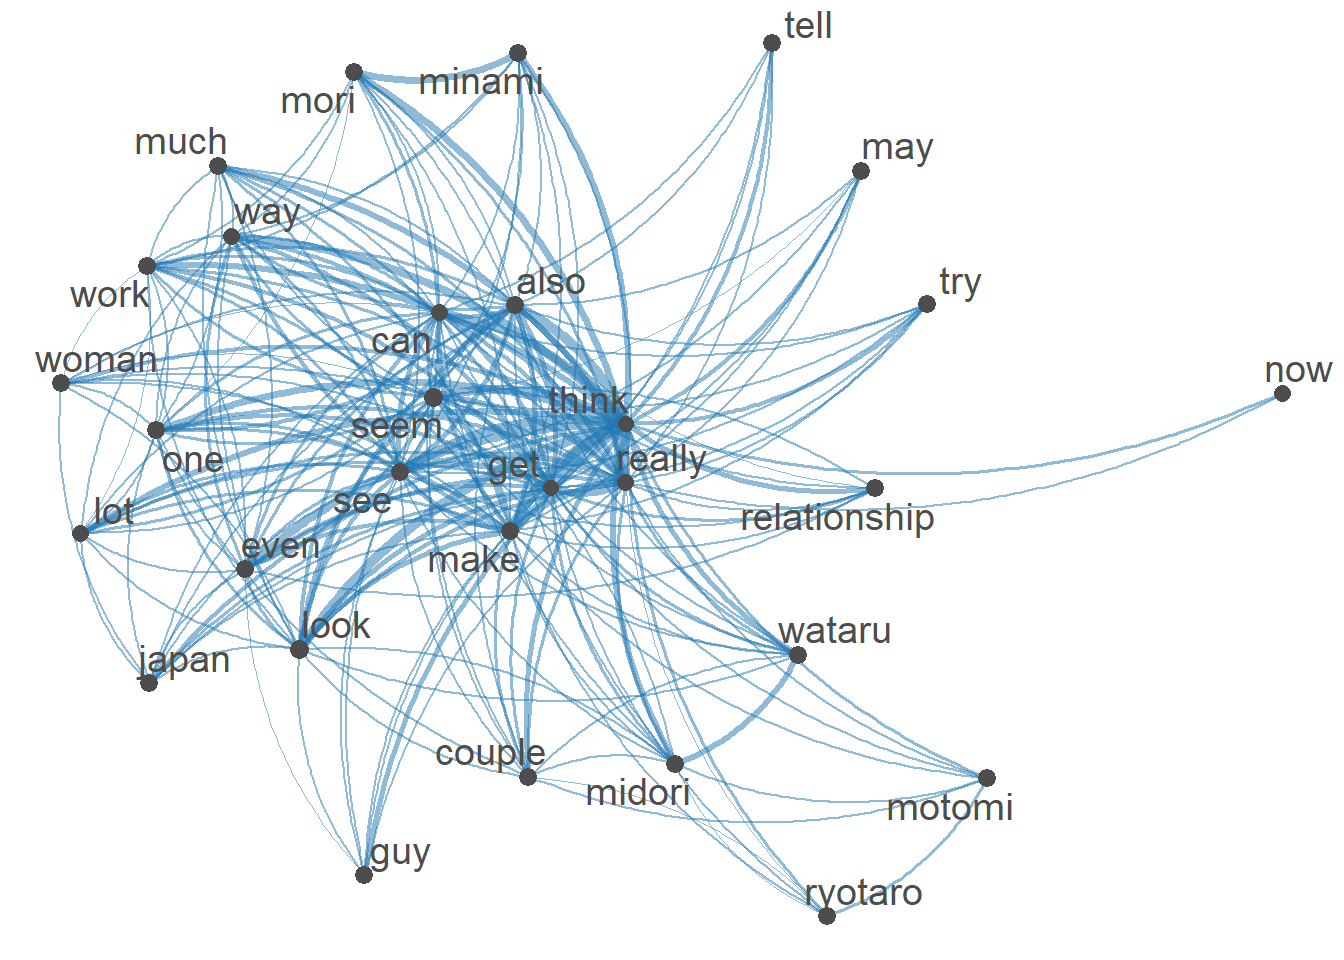 tell
minami
mori
much
may
way
also
try
work
can
woman
now
think
seem
one
get
really
see
lot
relationship
even
make
look
wataru
japan
couple
midori
motomi
guy
ryotaro